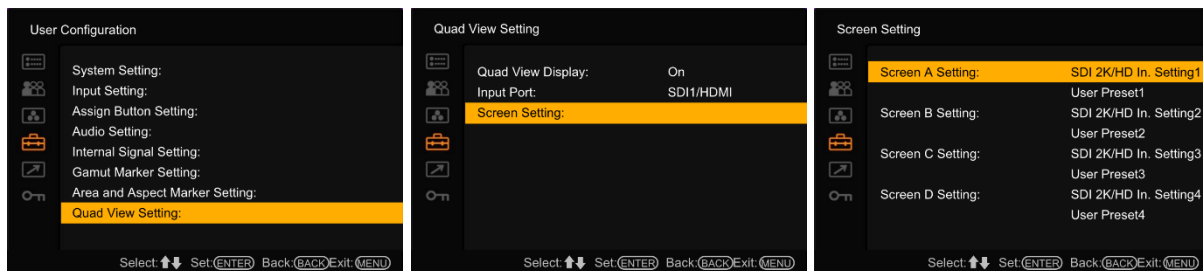 User Configuration
System Setting:
Input Setting:
Assign Button Setting:
Audio Setting:
Internal Signal Setting:
Gamut Marker Setting:
Area and Aspect Marker Setting:
Quad View Setting:
Select: Set:ENTER Back:BACK Exit:MENU
Quad View Setting
Quad View Display: On
Input Port: SDI1/HDMI
Screen Setting:
Select: Set:ENTER Back:BACK Exit:MENU
Screen Setting
Screen A Setting: SDI 2K/HD In. Setting1
User Preset1
Screen B Setting: SDI 2K/HD In. Setting2
User Preset2
Screen C Setting: SDI 2K/HD In. Setting3
User Preset3
Screen D Setting: SDI 2K/HD In. Setting4
User Preset4
Select: Set:ENTER Back:BACK Exit:MENU